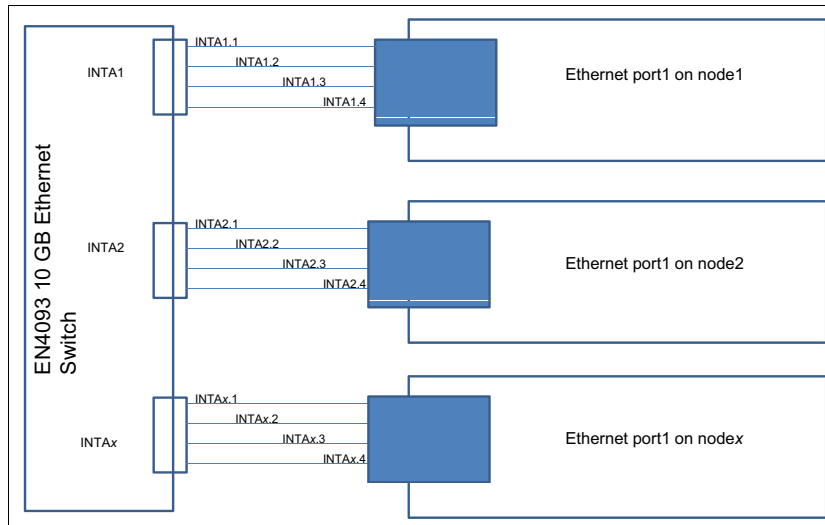 EN4093 10 GB Ethernet
Switch
INTA1
INTA1.1
INTA1.2
INTA1.3
INTA1.4
Ethernet port1 on node1
INTA2
INTA2.1
INTA2.2
INTA2.3
INTA2.4
Ethernet port1 on node2
INTAx
INTAx.1
INTAx.2
INTAx.3
INTAx.4
Ethernet port1 on nodex